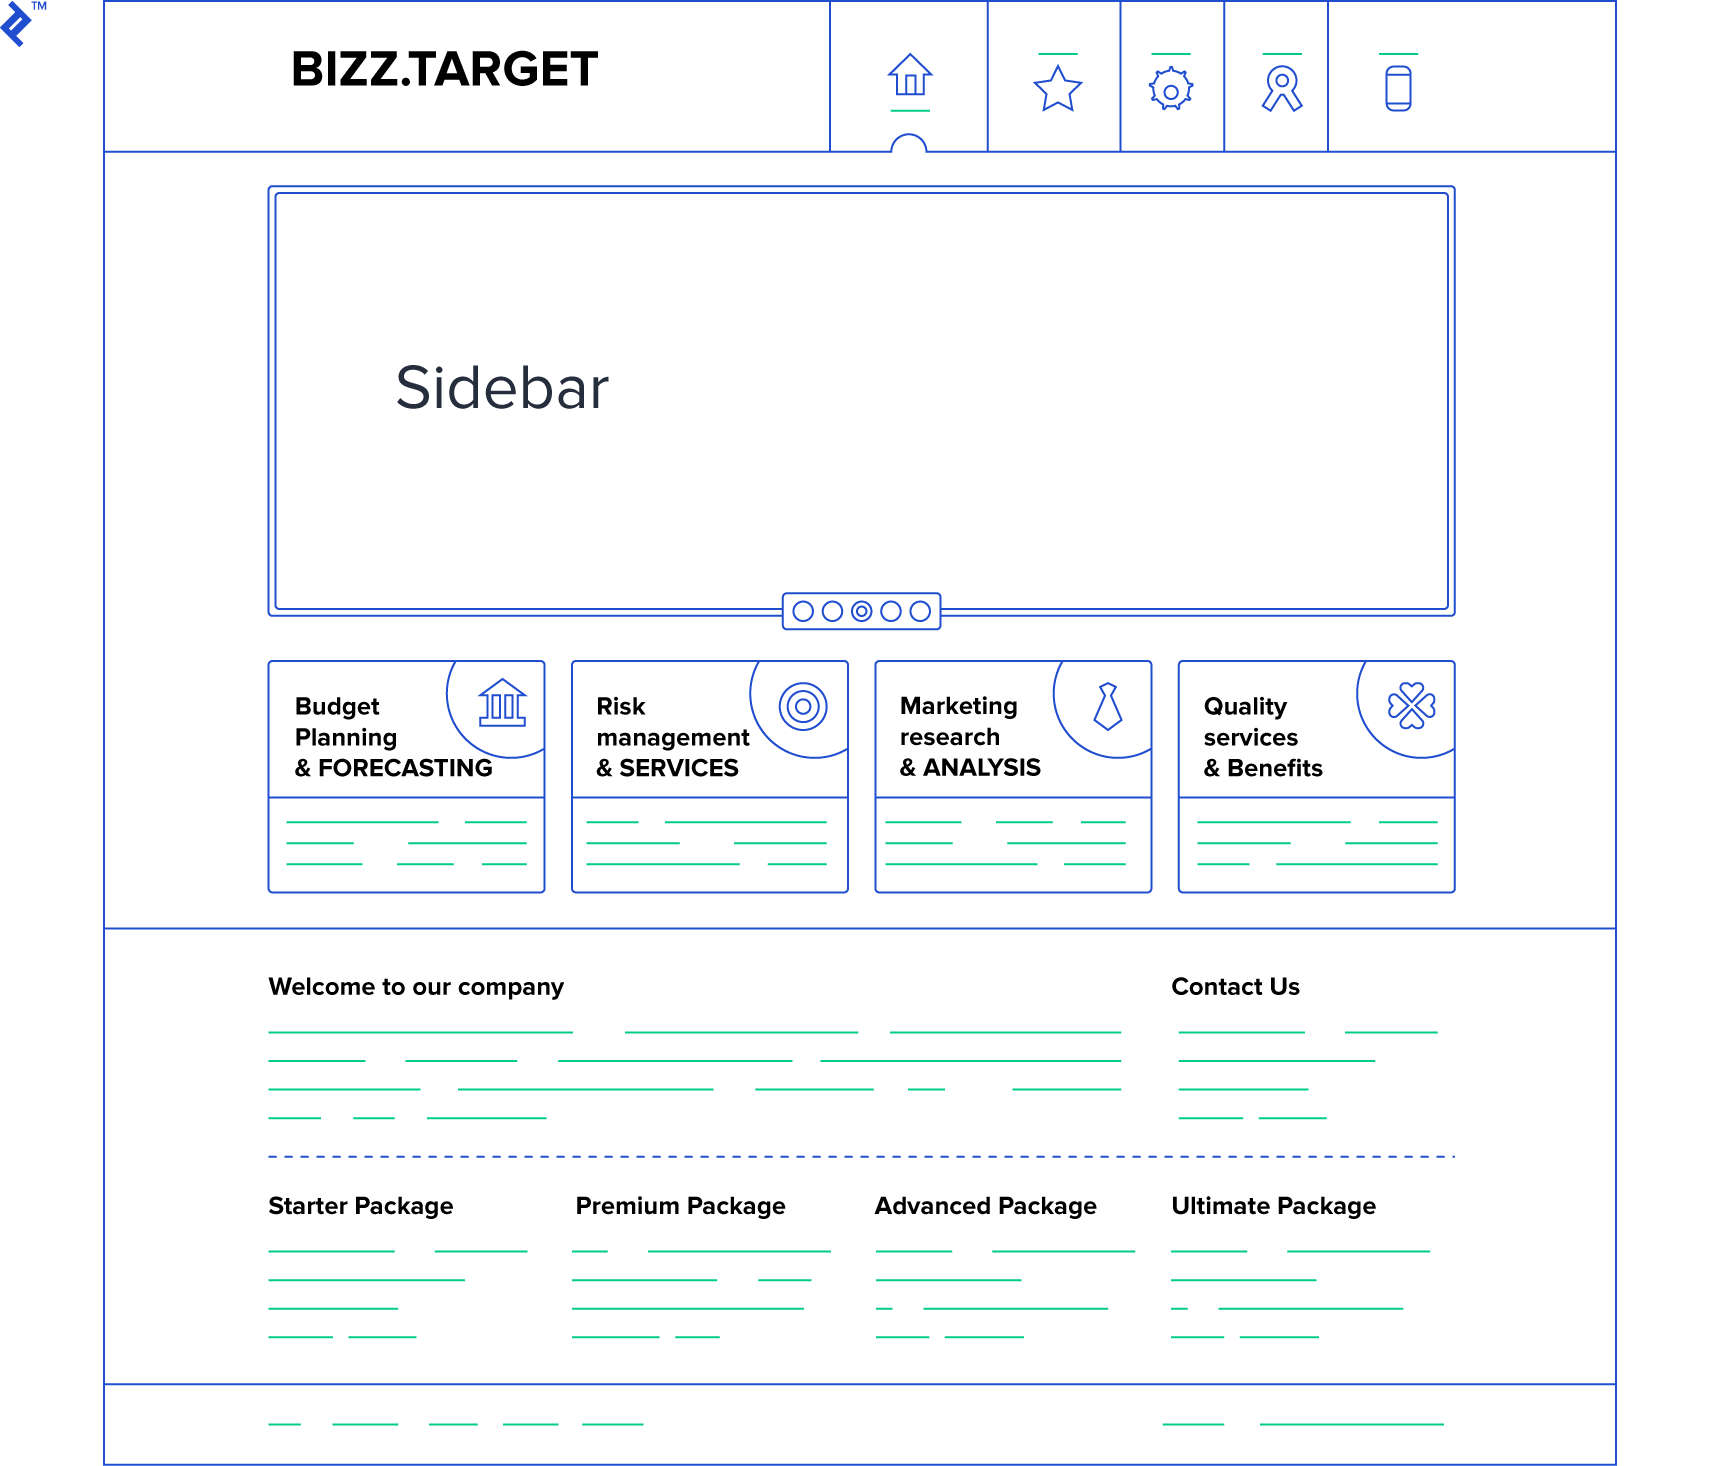 TM
BIZZ.TARGET
Sidebar
Budget
Planning
& FORECASTING
Risk
management
& SERVICES
Marketing
research
& ANALYSIS
Quality
services
& Benefits
Welcome to our company
Contact Us
Starter Package
Premium Package
Advanced Package
Ultimate Package